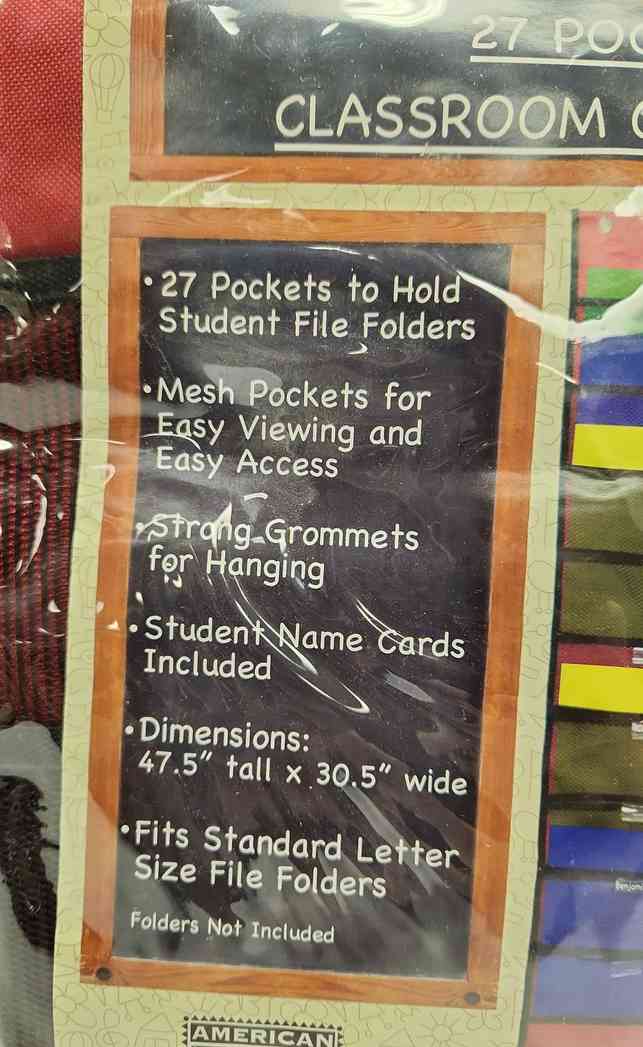 27 POC
CLASSROOM
• 27 Pockets to Hold
Student File Folders
• Mesh Pockets for
Easy Viewing and
Easy Access
• Strong Grommets
for Hanging
• Student Name Cards
Included
• Dimensions:
47.5" tall x 30.5" wide
• Fits Standard Letter
Size File Folders
Folders Not Included
AMERICAN